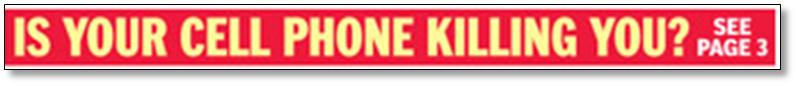 IS YOUR CELL PHONE KILLING YOU?
SEE
PAGE 3